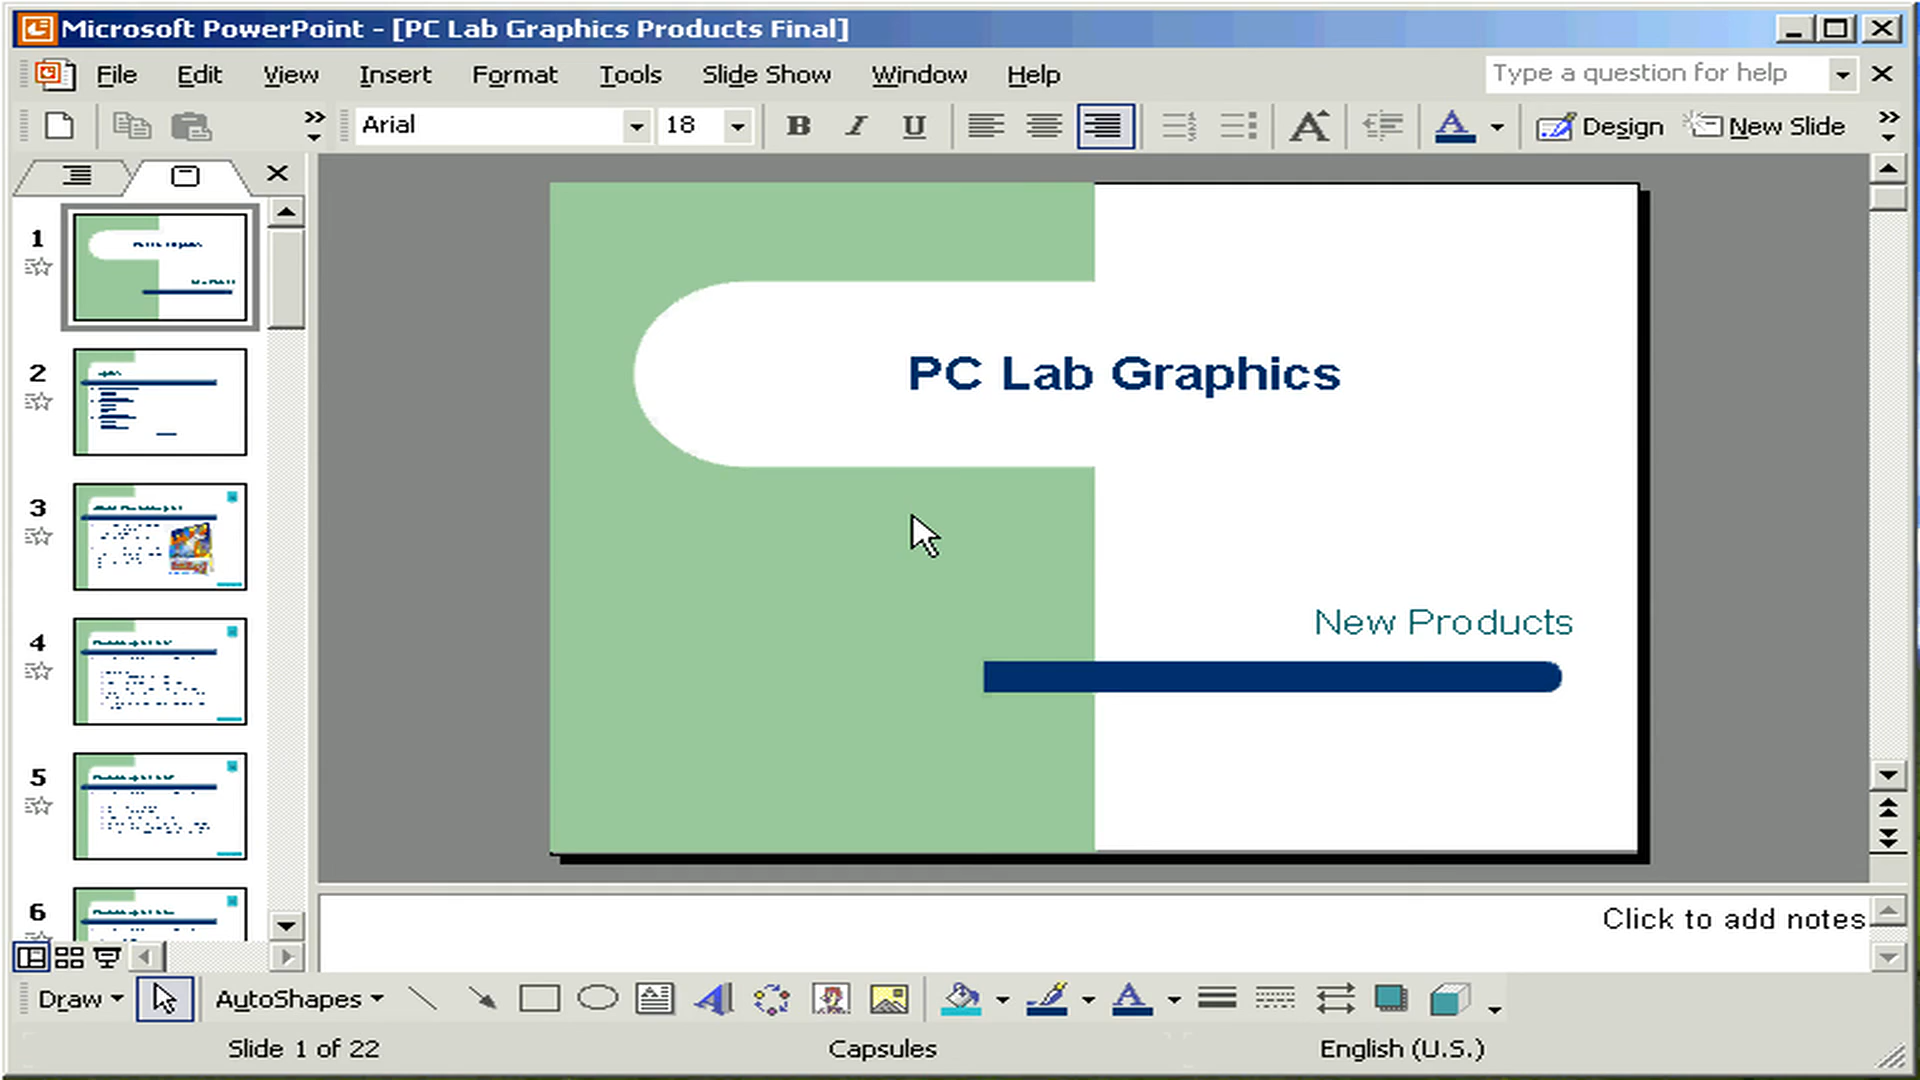 Microsoft PowerPoint - [PC Lab Graphics Products Final]
File Edit View Insert Format Tools Slide Show Window Help Type a question for help
Arial 18 B I U A A Design New Slide
1
2
3
4
5
6
PC Lab Graphics
New Products
Click to add notes
Draw AutoShapes A A
Slide 1 of 22 Capsules English (U.S.)